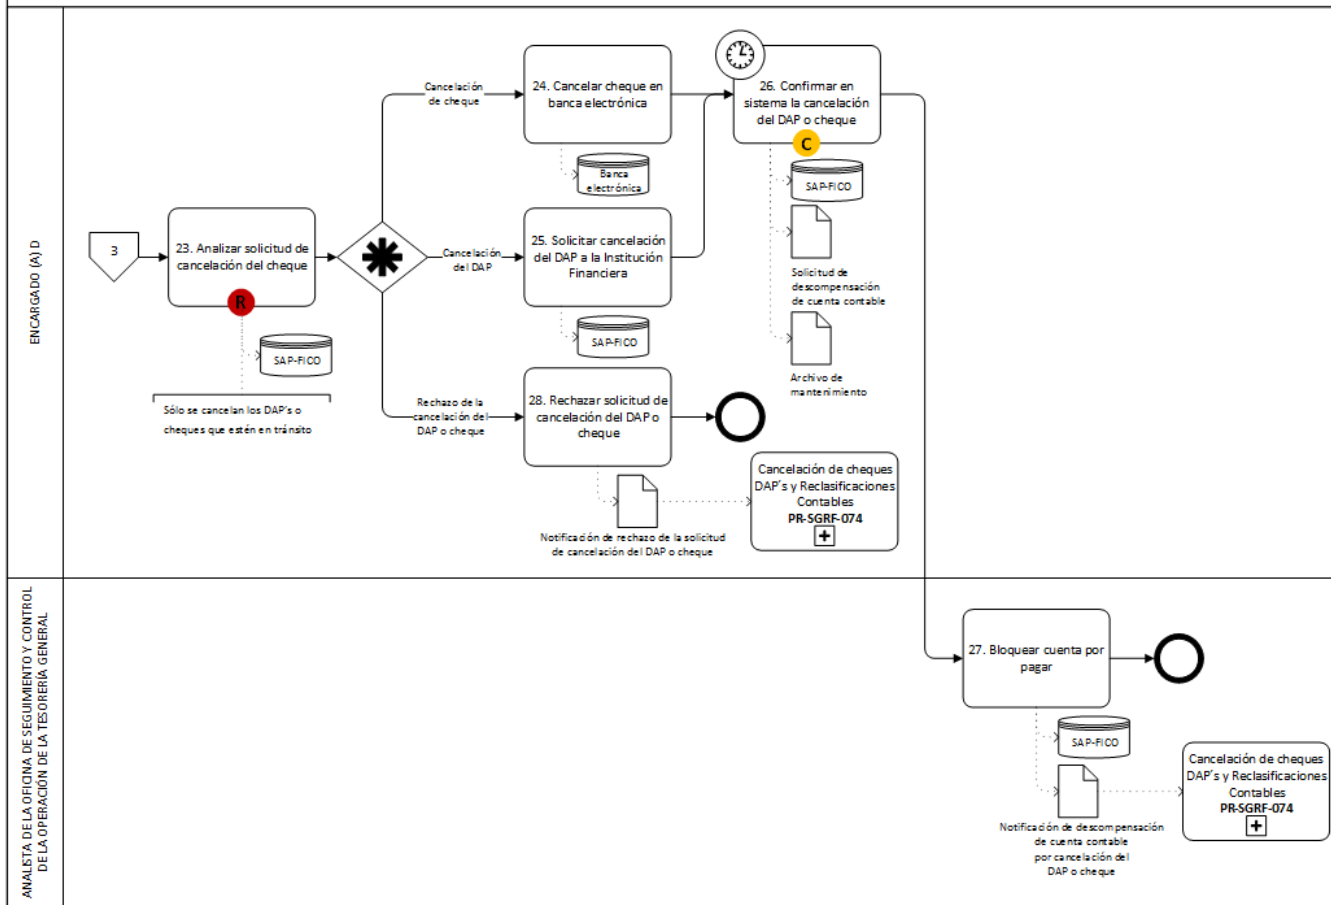 ENCARGADO (A) D
3
23. Analizar solicitud de
cancelación del cheque
R
SAP-FICO
Sólo se cancelan los DAP's o
cheques que estén en tránsito
Cancelación
de cheque
24. Cancelar cheque en
banca electrónica
Banca
electrónica
Cancelación
del DAP
25. Solicitar cancelación
del DAP a la Institución
Financiera
SAP-FICO
26. Confirmar en
sistema la cancelación
del DAP o cheque
C
SAP-FICO
Solicitud de
descompensación
de cuenta contable
Archivo de
mantenimiento
Rechazo de la
cancelación del
DAP o cheque
28. Rechazar solicitud de
cancelación del DAP o
cheque
Notificación de rechazo de la solicitud
de cancelación del DAP o cheque
Cancelación de cheques
DAP´s y Reclasificaciones
Contables
PR-SGRF-074
ANALISTA DE LA OFICINA DE SEGUIMIENTO Y CONTROL
DE LA OPERACIÓN DE LA TESORERÍA GENERAL
27. Bloquear cuenta por
pagar
SAP-FICO
Notificación de descompensación
de cuenta contable
por cancelación del
DAP o cheque
Cancelación de cheques
DAP´s y Reclasificaciones
Contables
PR-SGRF-074